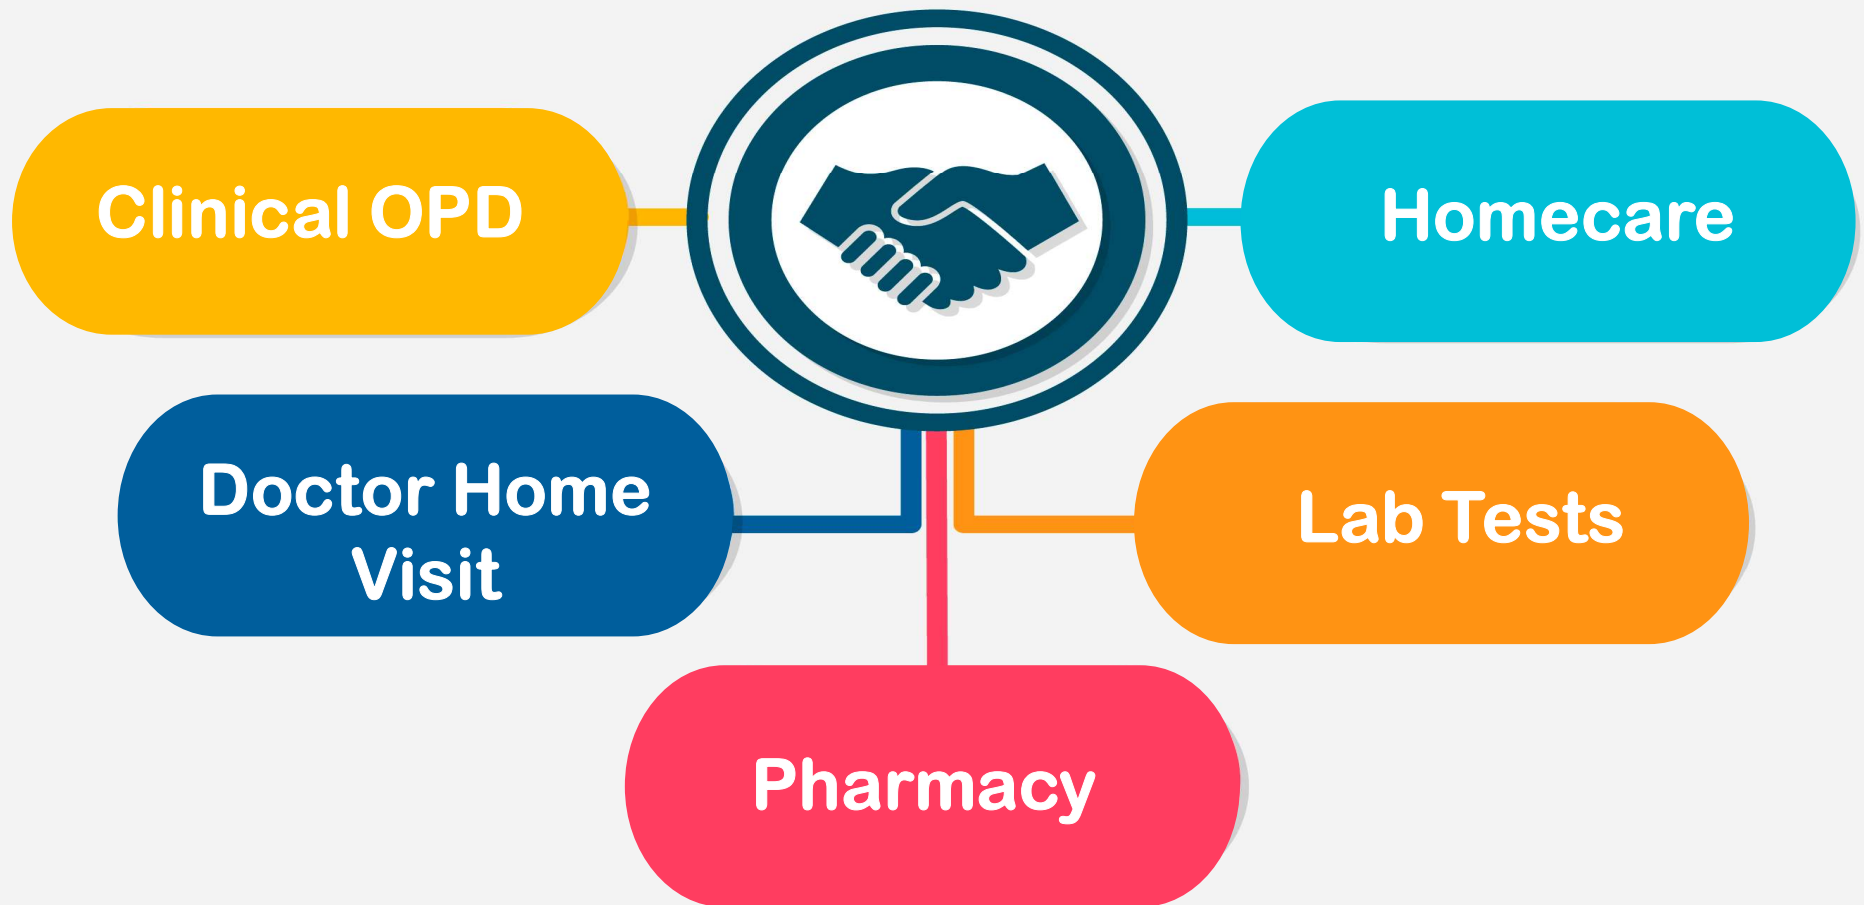 Clinical OPD
Homecare
Doctor Home
Visit
Lab Tests
Pharmacy